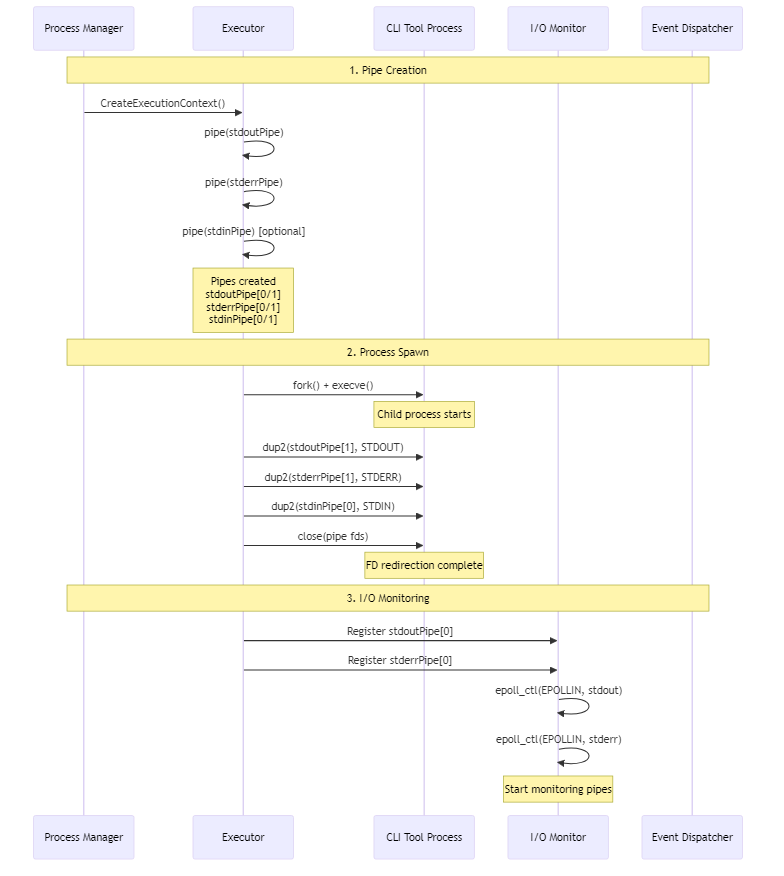 Process Manager
Executor
CLI Tool Process
I/O Monitor
Event Dispatcher
1. Pipe Creation
CreateExecutionContext()
pipe(stdoutPipe)
pipe(stderrPipe)
pipe(stdinPipe) [optional]
Pipes created
stdoutPipe[0/1]
stderrPipe[0/1]
stdinPipe[0/1]
2. Process Spawn
fork() + execve()
Child process starts
dup2(stdoutPipe[1], STDOUT)
dup2(stderrPipe[1], STDERR)
dup2(stdinPipe[0], STDIN)
close(pipe fds)
FD redirection complete
3. I/O Monitoring
Register stdoutPipe[0]
Register stderrPipe[0]
epoll_ctl(EPOLLIN, stdout)
epoll_ctl(EPOLLIN, stderr)
Start monitoring pipes
Process Manager
Executor
CLI Tool Process
I/O Monitor
Event Dispatcher